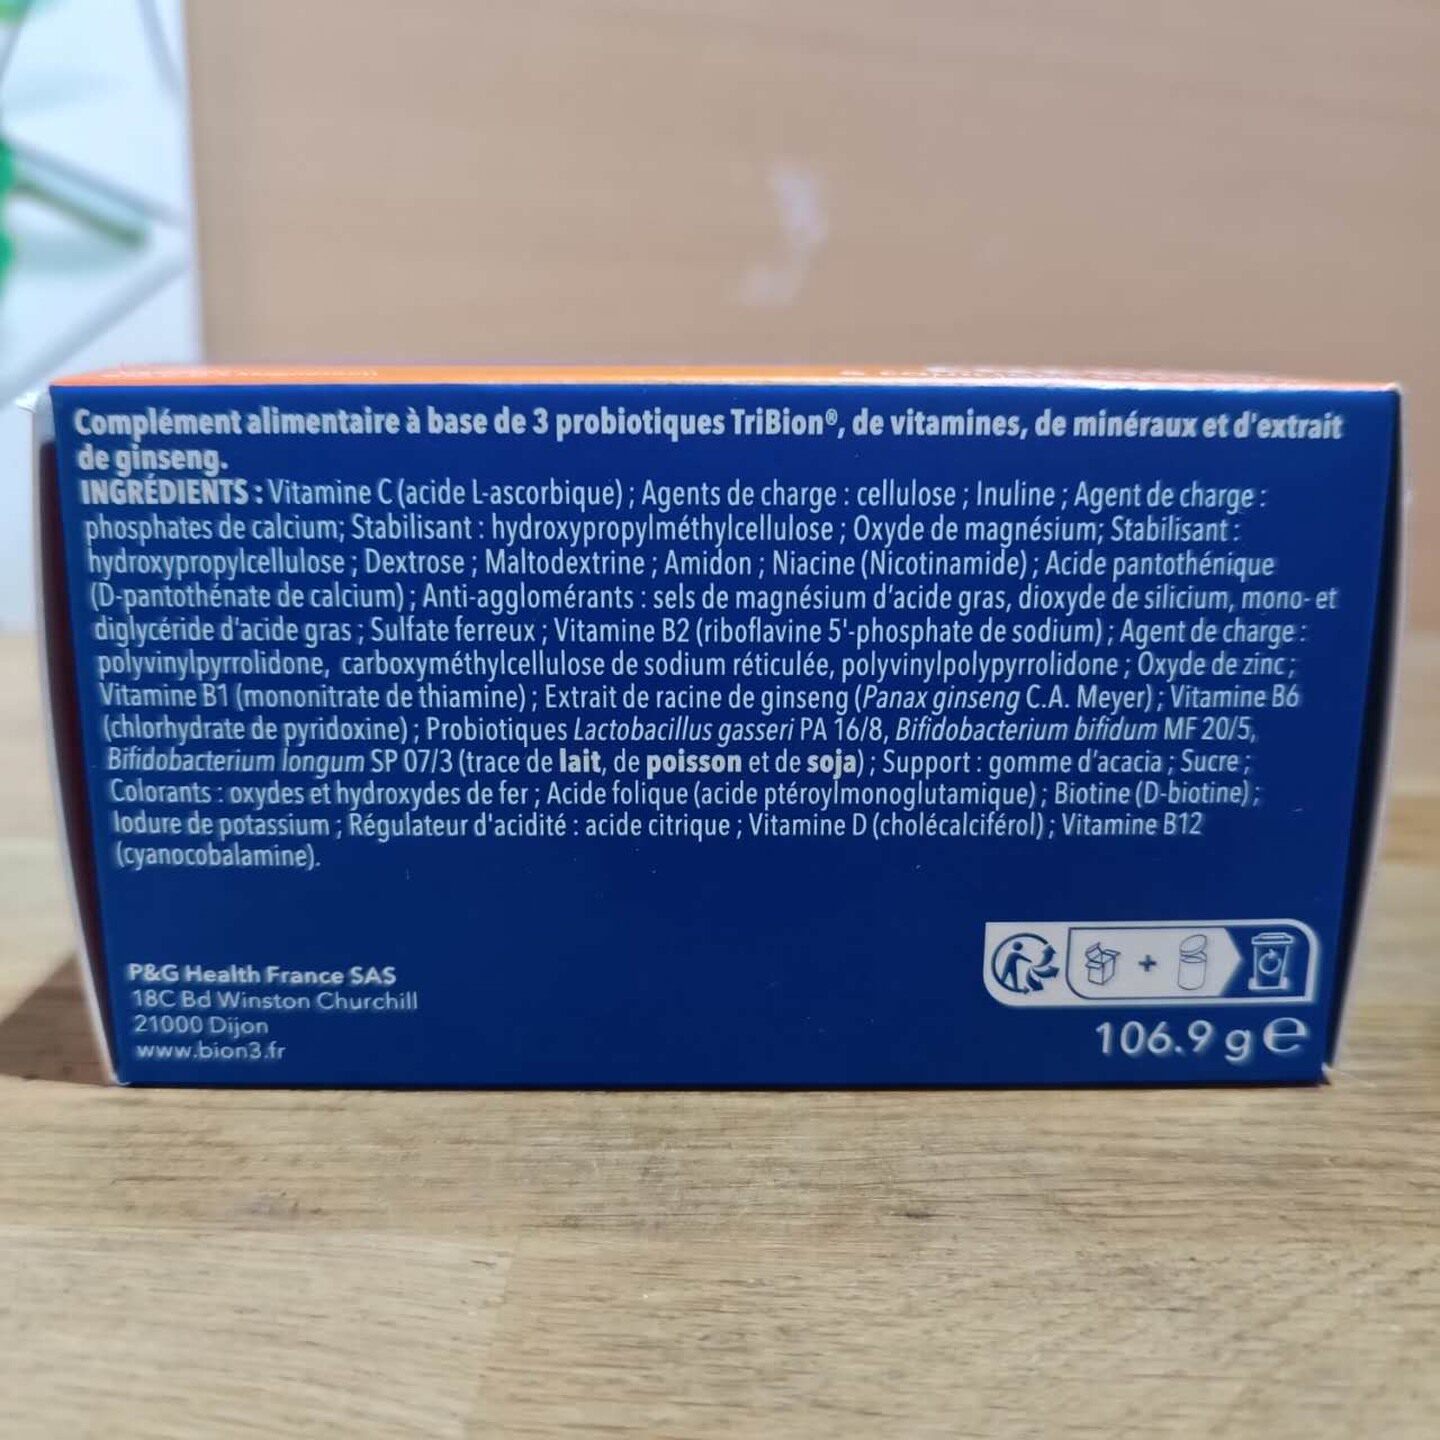 Complément alimentaire à base de 3 probiotiques TriBion®, de vitamines, de minéraux et d'extrait
de ginseng.
INGRÉDIENTS : Vitamine C (acide L-ascorbique) ; Agents de charge : cellulose ; Inuline ; Agent de charge :
phosphates de calcium; Stabilisant : hydroxypropylméthylcellulose ; Oxyde de magnésium; Stabilisant :
hydroxypropylcellulose ; Dextrose ; Maltodextrine ; Amidon ; Niacine (Nicotinamide) ; Acide pantothénique
(D-pantothénate de calcium) ; Anti-agglomérants : sels de magnésium d'acide gras, dioxyde de silicium, mono- et
diglycéride d'acide gras ; Sulfate ferreux ; Vitamine B2 (riboflavine 5'-phosphate de sodium) ; Agent de charge :
polyvinylpyrrolidone, carboxyméthylcellulose de sodium réticulée, polyvinylpolypyrrolidone ; Oxyde de zinc ;
Vitamine B1 (mononitrate de thiamine) ; Extrait de racine de ginseng (Panax ginseng C.A. Meyer) ; Vitamine B6
(chlorhydrate de pyridoxine) ; Probiotiques Lactobacillus gasseri PA 16/8, Bifidobacterium bifidum MF 20/5,
Bifidobacterium longum SP 07/3 (trace de lait, de poisson et de soja) ; Support : gomme d'acacia ; Sucre ;
Colorants : oxydes et hydroxydes de fer ; Acide folique (acide ptéroylmonoglutamique) ; Biotine (D-biotine) ;
Iodure de potassium ; Régulateur d'acidité : acide citrique ; Vitamine D (cholécalciférol) ; Vitamine B12
(cyanocobalamine).
P&G Health France SAS
18C Bd Winston Churchill
21000 Dijon
www.bion3.fr
+
106.9 g e